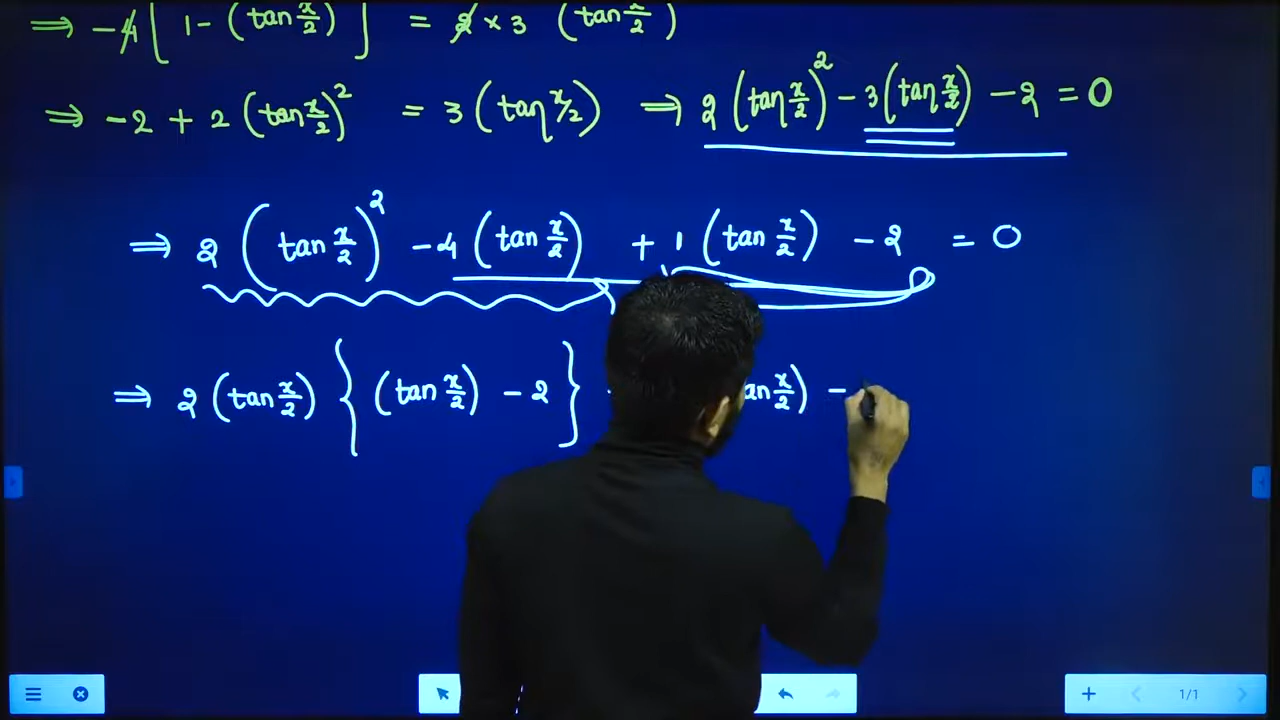 ⇒ -4[ 1 - (tan x/2) ] = 2 × 3 (tan x/2)
⇒ -2 + 2 (tan x/2)² = 3 (tan x/2) ⇒ 2 (tan x/2)² - 3 (tan x/2) - 2 = 0
⇒ 2 (tan x/2)² - 4 (tan x/2) + 1 (tan x/2) - 2 = 0
⇒ 2 (tan x/2) { (tan x/2) - 2 } an x/2) -
1/1